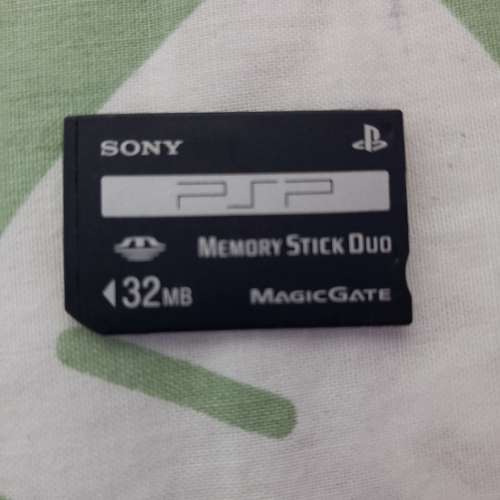 SONY
PSP
MEMORY STICK DUO
32MB
MAGICGATE